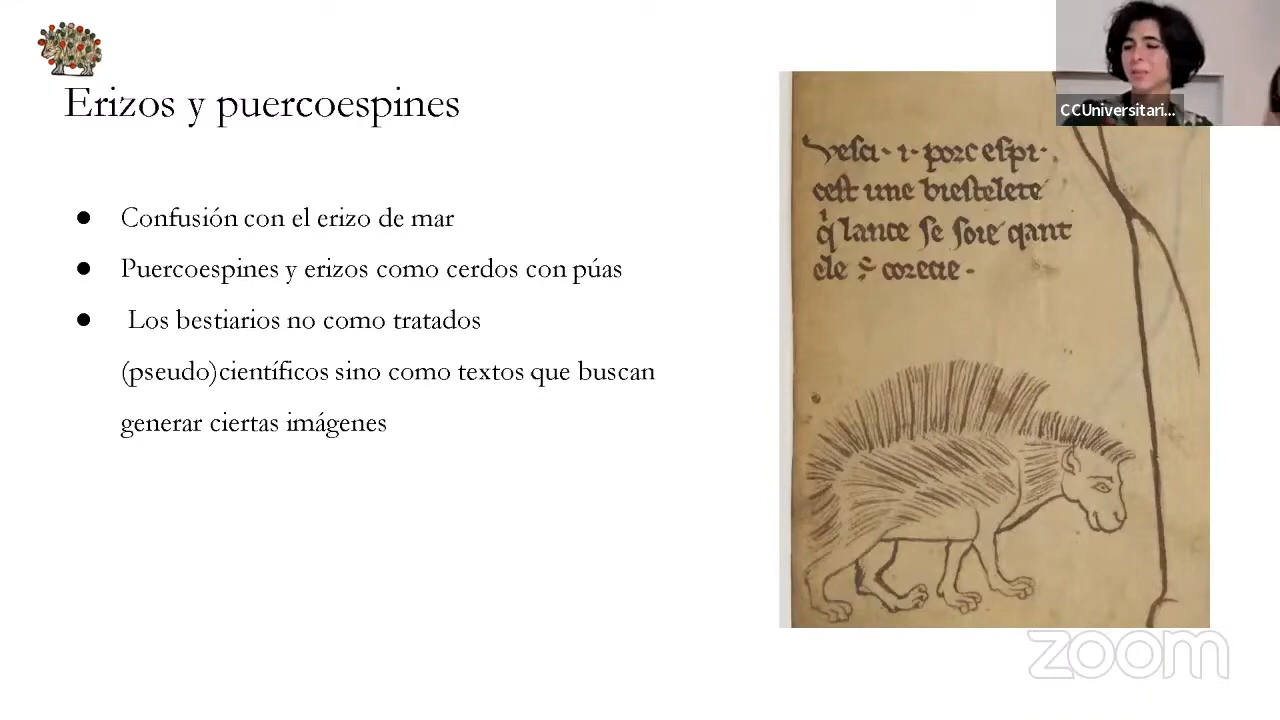 Erizos y puercoespines
● Confusión con el erizo de mar
● Puercoespines y erizos como cerdos con púas
● Los bestiarios no como tratados
(pseudo)científicos sino como textos que buscan
generar ciertas imágenes
CCUniversitari...
Vesci · i · porc espi ·
cest une biestelete
lance se soie qant
ele
zoom